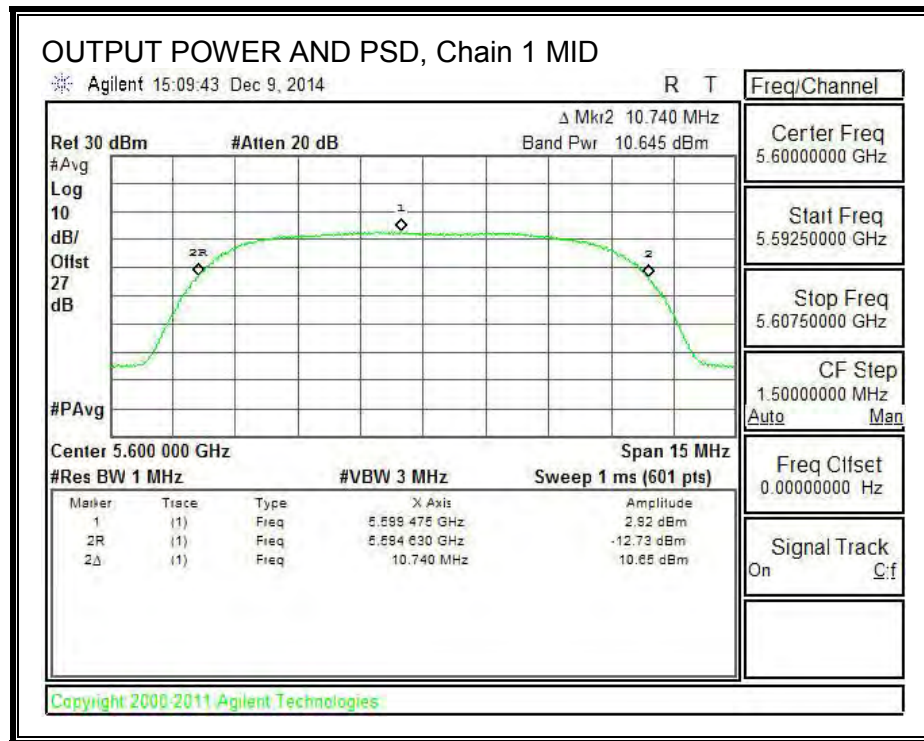 OUTPUT POWER AND PSD, Chain 1 MID
Agilent 15:09:43 Dec 9, 2014
R T
Freq/Channel
Δ Mkr2 10.740 MHz
Ref 30 dBm
#Atten 20 dB
Band Pwr 10.645 dBm
#Avg
Log
10
dB/
Offst
27
dB
#PAvg
1
2R
2
Center 5.600 000 GHz
Span 15 MHz
#Res BW 1 MHz
#VBW 3 MHz
Sweep 1 ms (601 pts)
Marker Trace Type X Axis Amplitude
1 (1) Freq 5.599 475 GHz 2.92 dBm
2R (1) Freq 5.594 630 GHz -12.73 dBm
2Δ (1) Freq 10.740 MHz 10.65 dBm
Center Freq
5.60000000 GHz
Start Freq
5.59250000 GHz
Stop Freq
5.60750000 GHz
CF Step
1.50000000 MHz
Auto Man
Freq Offset
0.00000000 Hz
Signal Track
On Off
Copyright 2000-2011 Agilent Technologies